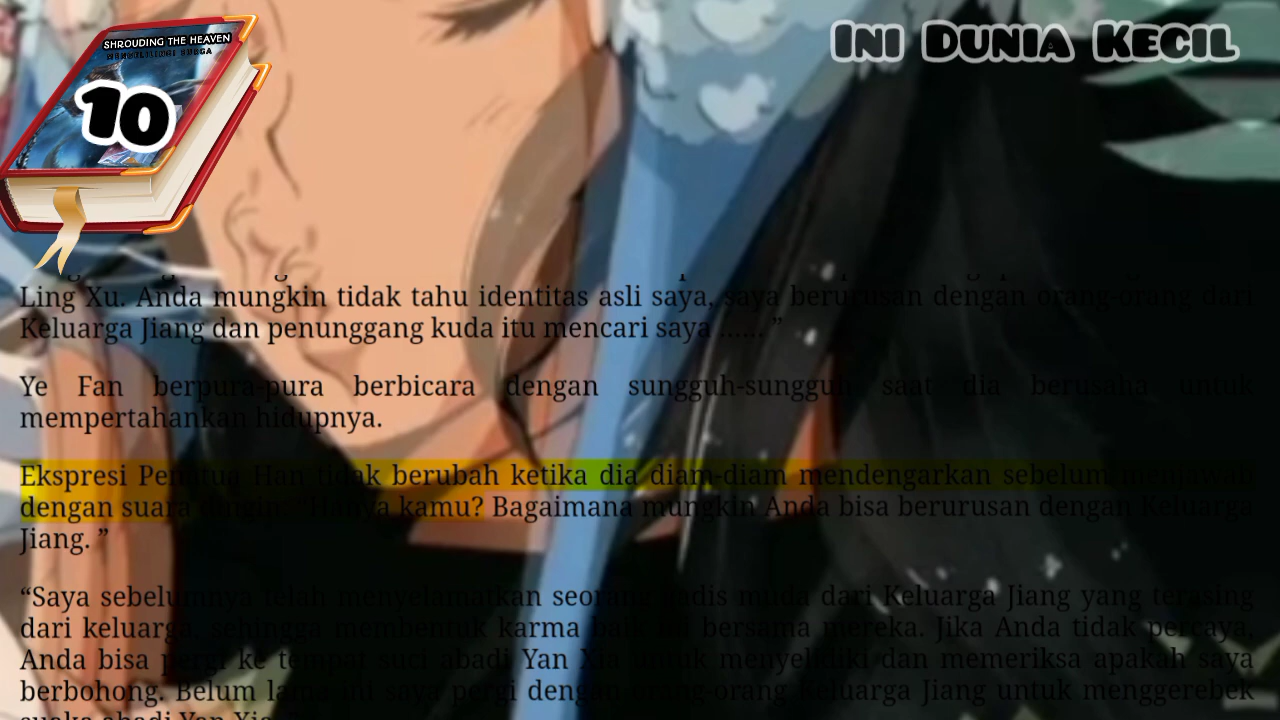 SHROUDING THE HEAVEN
10
Ini Dunia Kecil
Ling Xu. Anda mungkin tidak tahu identitas asli saya, saya berurusan dengan orang-orang dari
Keluarga Jiang dan penunggang kuda itu mencari saya ...... ”
Ye Fan berpura-pura berbicara dengan sungguh-sungguh saat dia berusaha untuk
mempertahankan hidupnya.
Ekspresi Penatua Han tidak berubah ketika dia diam-diam mendengarkan sebelum menjawab
dengan suara dingin. “Hanya kamu? Bagaimana mungkin Anda bisa berurusan dengan Keluarga
Jiang. ”
“Saya sebelumnya telah menyelamatkan seorang gadis muda dari Keluarga Jiang yang terasing
dari keluarga, sehingga membentuk karma baik ini bersama mereka. Jika Anda tidak percaya,
Anda bisa pergi ke tempat suci abadi Yan Xia untuk menyelidiki dan memeriksa apakah saya
berbohong. Belum lama ini saya pergi dengan orang-orang Keluarga Jiang untuk menggerebek